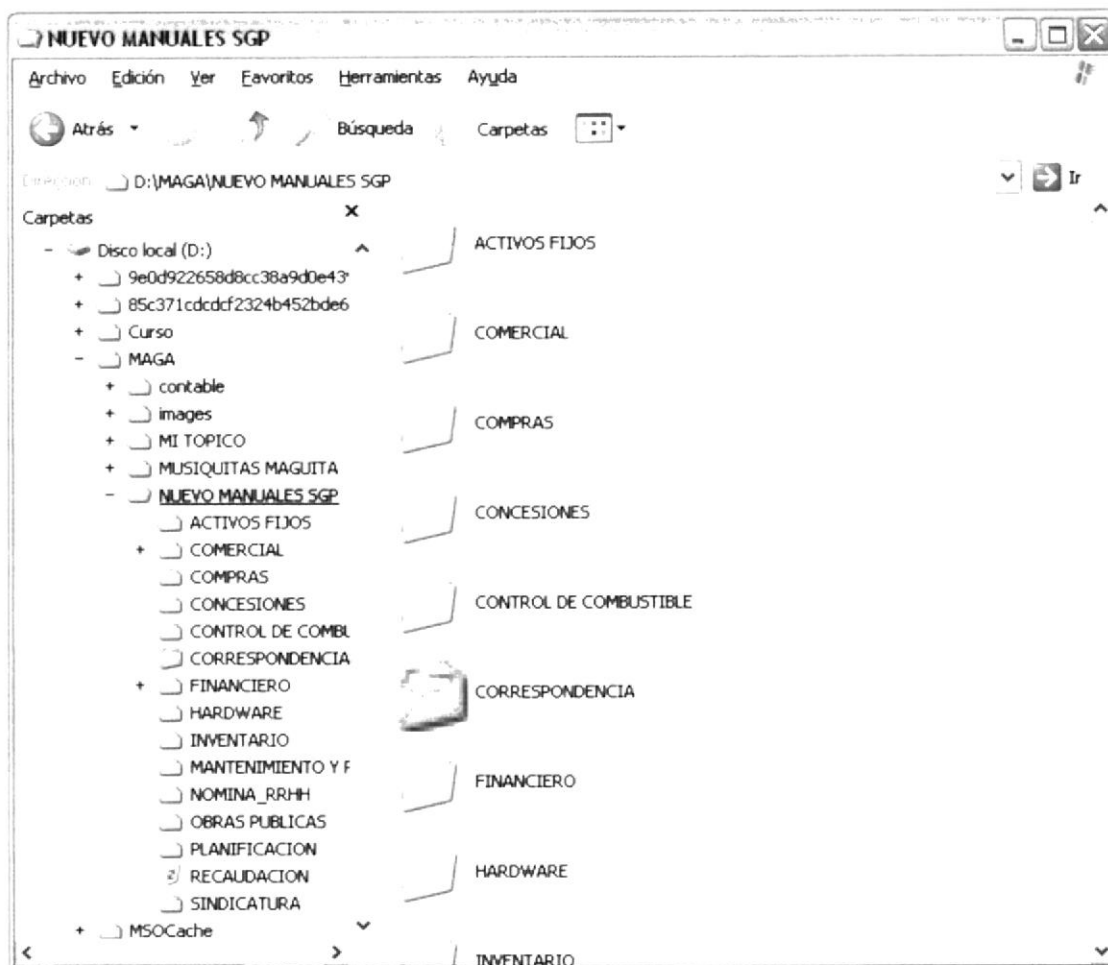 NUEVO MANUALES SGP
Archivo Edición Ver Favoritos Herramientas Ayuda
Atrás Búsqueda Carpetas
Dirección D:\MAGA\NUEVO MANUALES SGP Ir
Carpetas
Disco local (D:)
9e0d922658d8cc38a9d0e43
85c371cdcdcf2324b452bde6
Curso
MAGA
contable
images
MI TOPICO
MUSIQUITAS MAGUITA
NUEVO MANUALES SGP
ACTIVOS FIJOS
COMERCIAL
COMPRAS
CONCESIONES
CONTROL DE COMBU
CORRESPONDENCIA
FINANCIERO
HARDWARE
INVENTARIO
MANTENIMIENTO Y
NOMINA_RRHH
OBRAS PUBLICAS
PLANIFICACION
RECAUDACION
SINDICATURA
MSOCache
ACTIVOS FIJOS
COMERCIAL
COMPRAS
CONCESIONES
CONTROL DE COMBUSTIBLE
CORRESPONDENCIA
FINANCIERO
HARDWARE
INVENTARIO